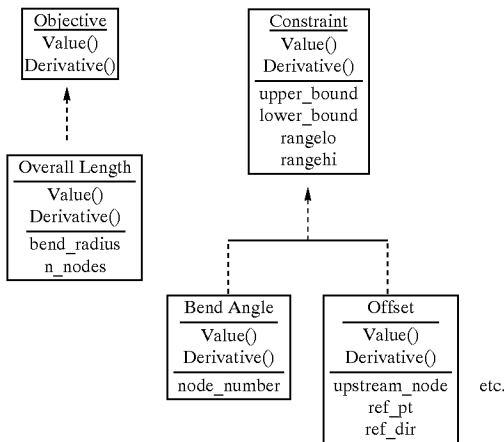 Objective
Value()
Derivative()
Constraint
Value()
Derivative()
upper_bound
lower_bound
rangelo
rangehi
Overall Length
Value()
Derivative()
bend_radius
n_nodes
Bend Angle
Value()
Derivative()
node_number
Offset
Value()
Derivative()
upstream_node
ref_pt
ref_dir
etc.